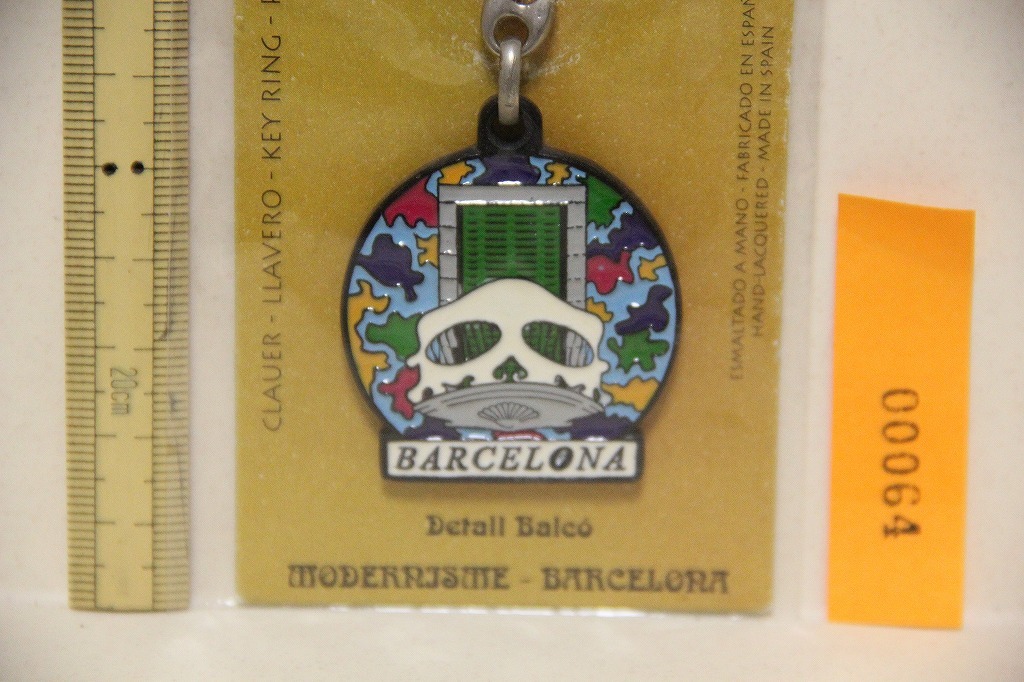 CLAUER - LLAVERO - KEY RING -
ESMALTADO A MANO - FABRICADO EN
HAND-LACQUERED - MADE IN SPAIN
BARCELONA
Detall Balcó
MODERNISME - BARCELONA
20cm
00064